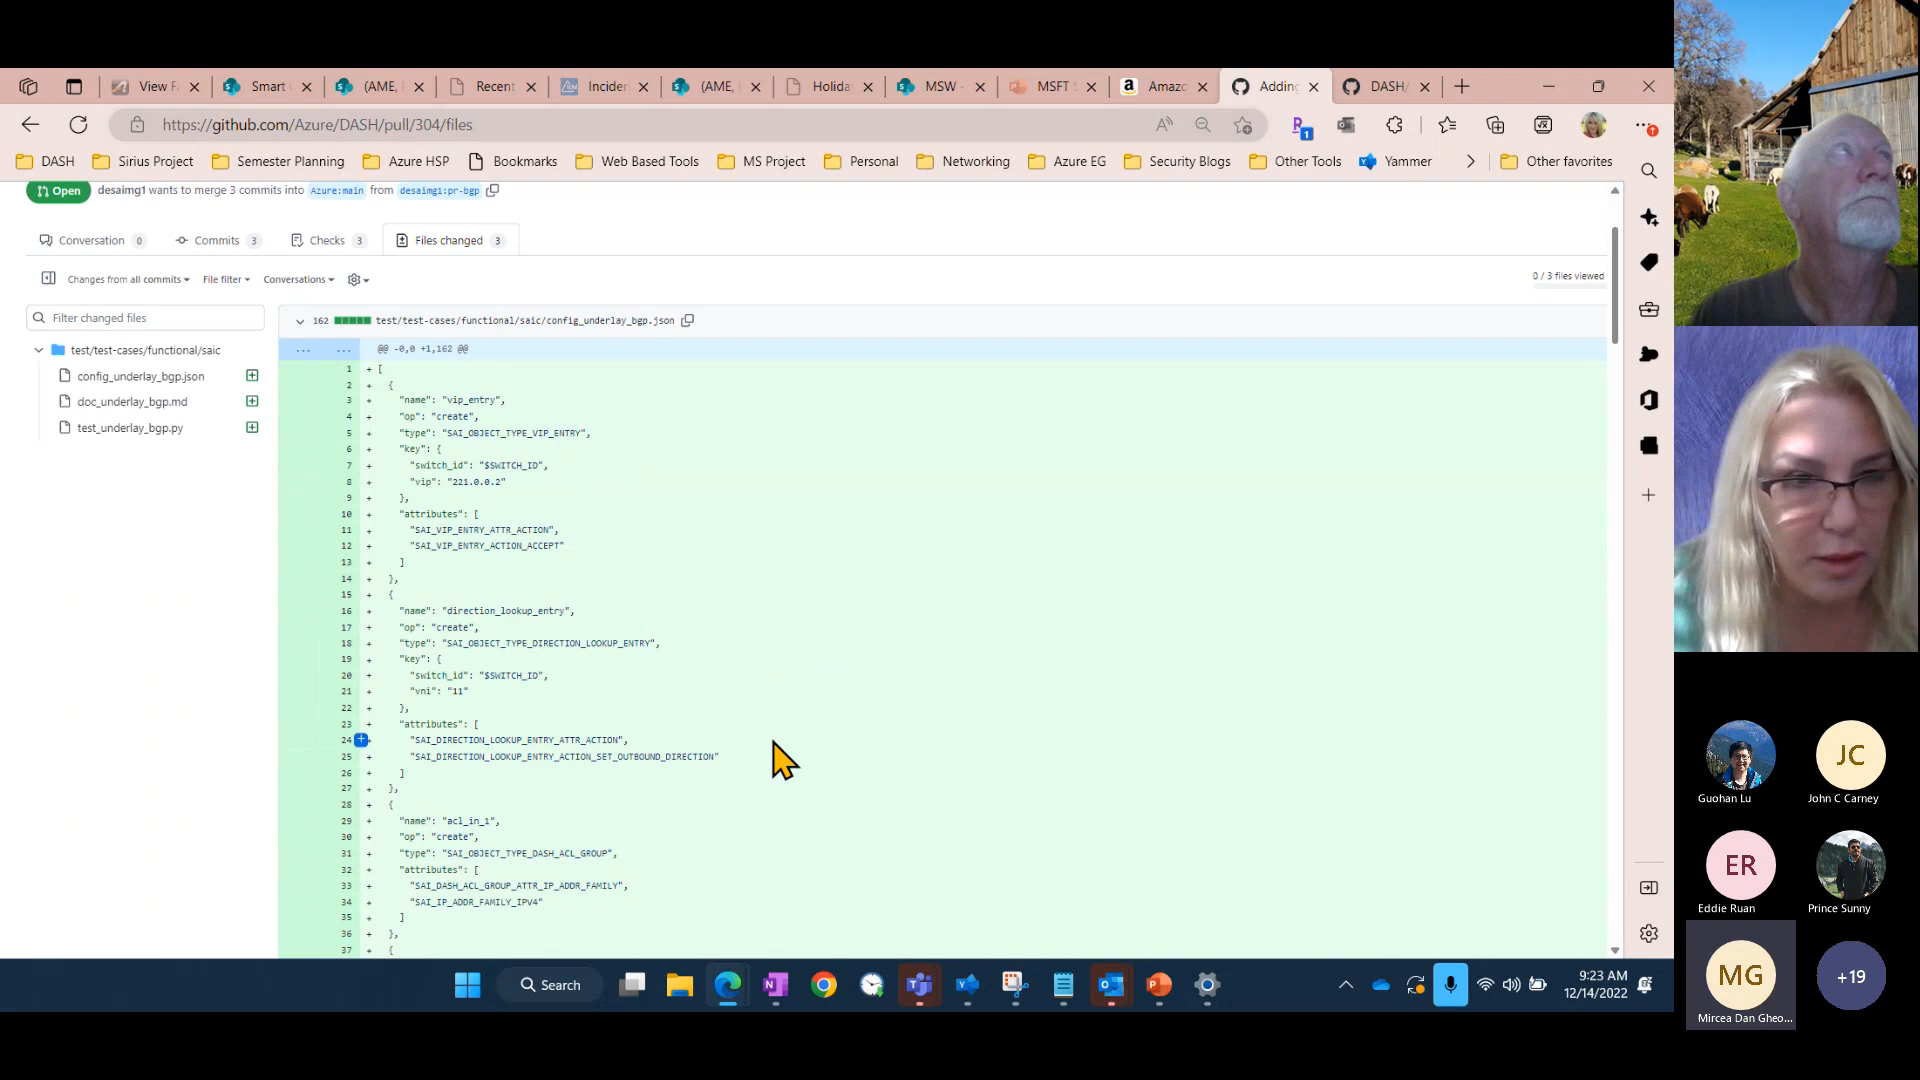 View F
Smart
(AME,
Recent
Incider
(AME,
Holida
MSW -
MSFT S
Amazo
Adding
DASH/
https://github.com/Azure/DASH/pull/304/files
DASH
Sirius Project
Semester Planning
Azure HSP
Bookmarks
Web Based Tools
MS Project
Personal
Networking
Azure EG
Security Blogs
Other Tools
Yammer
Other favorites
Open
desaimg1 wants to merge 3 commits into Azure:main from desaimg1:pr-bgp
Conversation 0
Commits 3
Checks 3
Files changed 3
Changes from all commits
File filter
Conversations
0 / 3 files viewed
Filter changed files
test/test-cases/functional/saic
config_underlay_bgp.json
doc_underlay_bgp.md
test_underlay_bgp.py
162 test/test-cases/functional/saic/config_underlay_bgp.json
... ... @@ -0,0 +1,162 @@
1 + [
2 + {
3 + "name": "vip_entry",
4 + "op": "create",
5 + "type": "SAI_OBJECT_TYPE_VIP_ENTRY",
6 + "key": {
7 + "switch_id": "$SWITCH_ID",
8 + "vip": "221.0.0.2"
9 + },
10 + "attributes": [
11 + "SAI_VIP_ENTRY_ATTR_ACTION",
12 + "SAI_VIP_ENTRY_ACTION_ACCEPT"
13 + ]
14 + },
15 + {
16 + "name": "direction_lookup_entry",
17 + "op": "create",
18 + "type": "SAI_OBJECT_TYPE_DIRECTION_LOOKUP_ENTRY",
19 + "key": {
20 + "switch_id": "$SWITCH_ID",
21 + "vni": "11"
22 + },
23 + "attributes": [
24 + "SAI_DIRECTION_LOOKUP_ENTRY_ATTR_ACTION",
25 + "SAI_DIRECTION_LOOKUP_ENTRY_ACTION_SET_OUTBOUND_DIRECTION"
26 + ]
27 + },
28 + {
29 + "name": "acl_in_1",
30 + "op": "create",
31 + "type": "SAI_OBJECT_TYPE_DASH_ACL_GROUP",
32 + "attributes": [
33 + "SAI_DASH_ACL_GROUP_ATTR_IP_ADDR_FAMILY",
34 + "SAI_IP_ADDR_FAMILY_IPV4"
35 + ]
36 + },
37 + {
Search
9:23 AM
12/14/2022
Guohan Lu
JC
John C Carney
ER
Eddie Ruan
Prince Sunny
MG
Mircea Dan Gheo...
+19